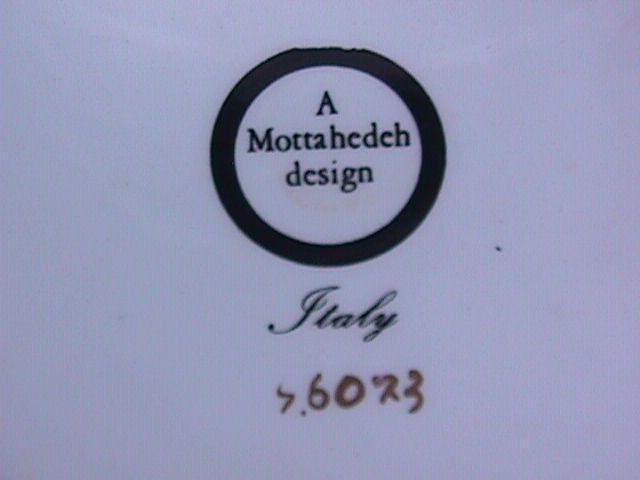 A
Mottahedeh
design
Italy
s.6073